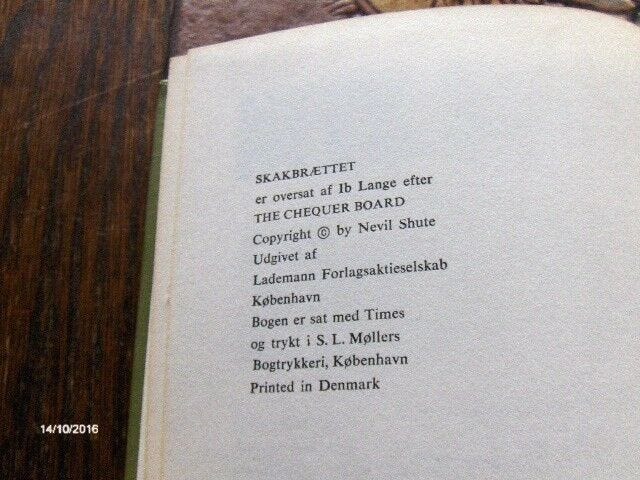 SKAKBRÆTTET
er oversat af Ib Lange efter
THE CHEQUER BOARD
Copyright © by Nevil Shute
Udgivet af
Lademann Forlagsaktieselskab
København
Bogen er sat med Times
og trykt i S. L. Møllers
Bogtrykkeri, København
Printed in Denmark
14/10/2016